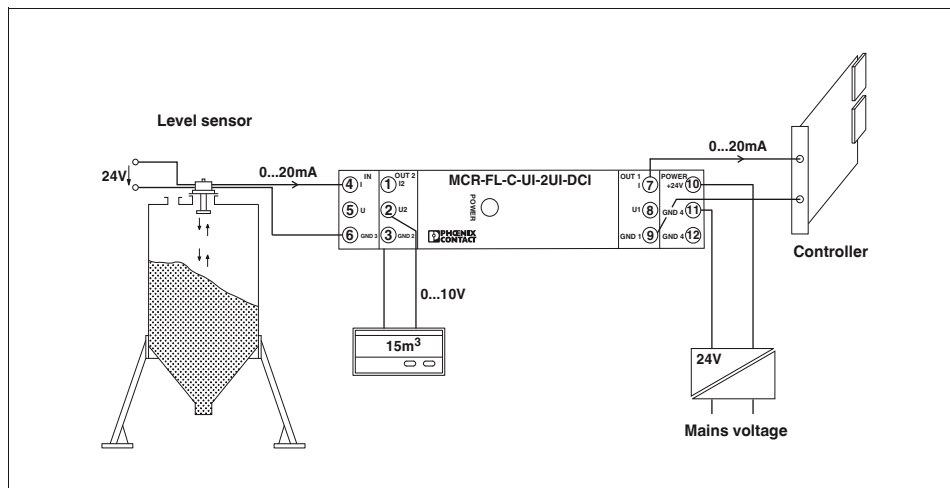 Level sensor
24V
0...20mA
IN
4 I
5 U
6 GND 3
OUT 2
1 I2
2 U2
3 GND 2
MCR-FL-C-UI-2UI-DCI
POWER
PHOENIX
CONTACT
OUT 1
I 7
U1 8
GND 1 9
POWER
+24V 10
GND 4 11
GND 4 12
0...20mA
Controller
0...10V
15m³
24V
Mains voltage